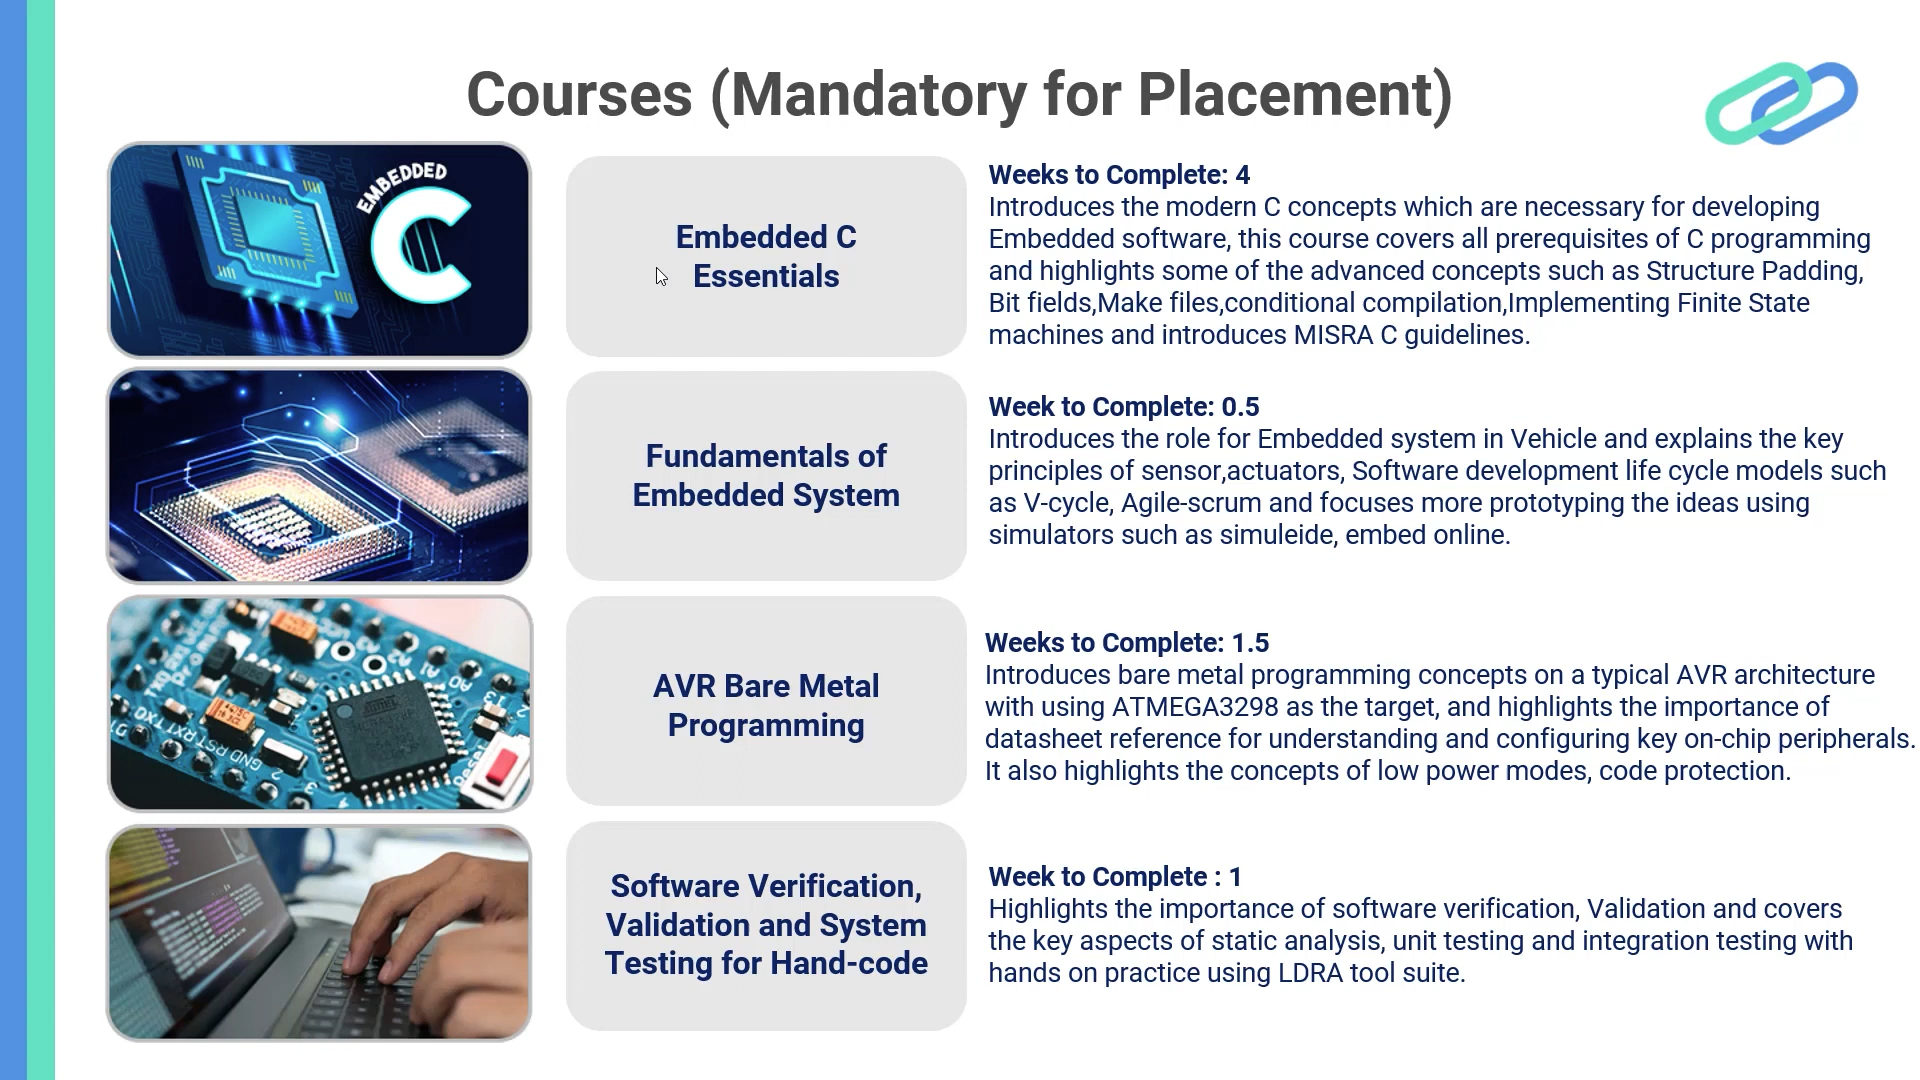 Courses (Mandatory for Placement)
EMBEDDED
C
Embedded C
Essentials
Weeks to Complete: 4
Introduces the modern C concepts which are necessary for developing
Embedded software, this course covers all prerequisites of C programming
and highlights some of the advanced concepts such as Structure Padding,
Bit fields,Make files,conditional compilation,Implementing Finite State
machines and introduces MISRA C guidelines.
Fundamentals of
Embedded System
Week to Complete: 0.5
Introduces the role for Embedded system in Vehicle and explains the key
principles of sensor,actuators, Software development life cycle models such
as V-cycle, Agile-scrum and focuses more prototyping the ideas using
simulators such as simuleide, embed online.
A2
A1
A0
TX0
RX1
RST
GND
2
3
4
AVR Bare Metal
Programming
Weeks to Complete: 1.5
Introduces bare metal programming concepts on a typical AVR architecture
with using ATMEGA3298 as the target, and highlights the importance of
datasheet reference for understanding and configuring key on-chip peripherals.
It also highlights the concepts of low power modes, code protection.
Software Verification,
Validation and System
Testing for Hand-code
Week to Complete : 1
Highlights the importance of software verification, Validation and covers
the key aspects of static analysis, unit testing and integration testing with
hands on practice using LDRA tool suite.